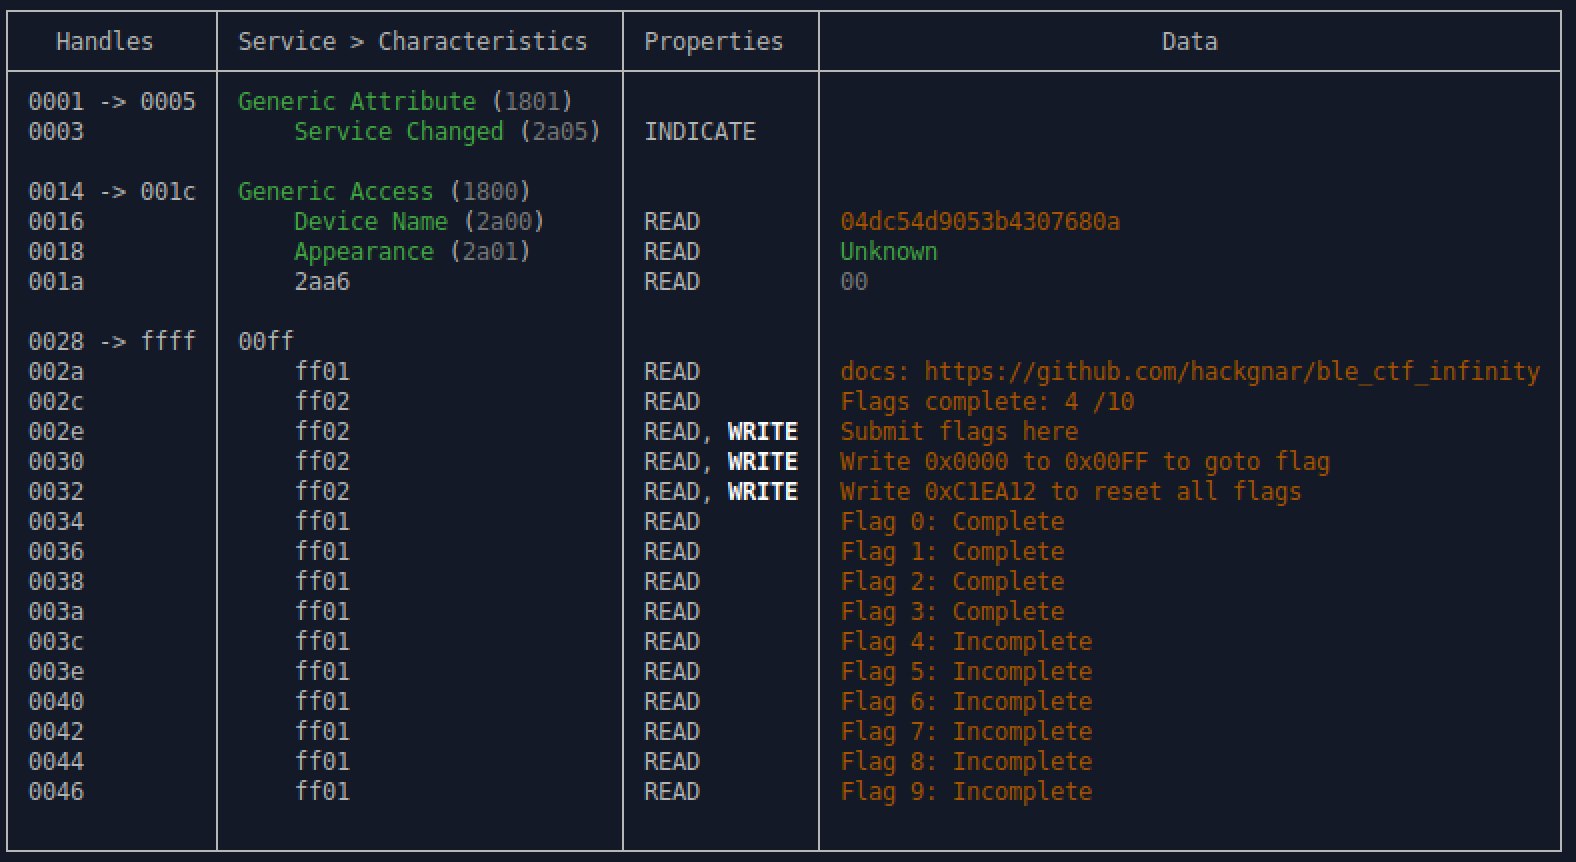 Handles Service > Characteristics Properties Data
0001 -> 0005 Generic Attribute (1801)
0003 Service Changed (2a05) INDICATE
0014 -> 001c Generic Access (1800)
0016 Device Name (2a00) READ 04dc54d9053b4307680a
0018 Appearance (2a01) READ Unknown
001a 2aa6 READ 00
0028 -> ffff 00ff
002a ff01 READ docs: https://github.com/hackgnar/ble_ctf_infinity
002c ff02 READ Flags complete: 4 /10
002e ff02 READ, WRITE Submit flags here
0030 ff02 READ, WRITE Write 0x0000 to 0x00FF to goto flag
0032 ff02 READ, WRITE Write 0xC1EA12 to reset all flags
0034 ff01 READ Flag 0: Complete
0036 ff01 READ Flag 1: Complete
0038 ff01 READ Flag 2: Complete
003a ff01 READ Flag 3: Complete
003c ff01 READ Flag 4: Incomplete
003e ff01 READ Flag 5: Incomplete
0040 ff01 READ Flag 6: Incomplete
0042 ff01 READ Flag 7: Incomplete
0044 ff01 READ Flag 8: Incomplete
0046 ff01 READ Flag 9: Incomplete